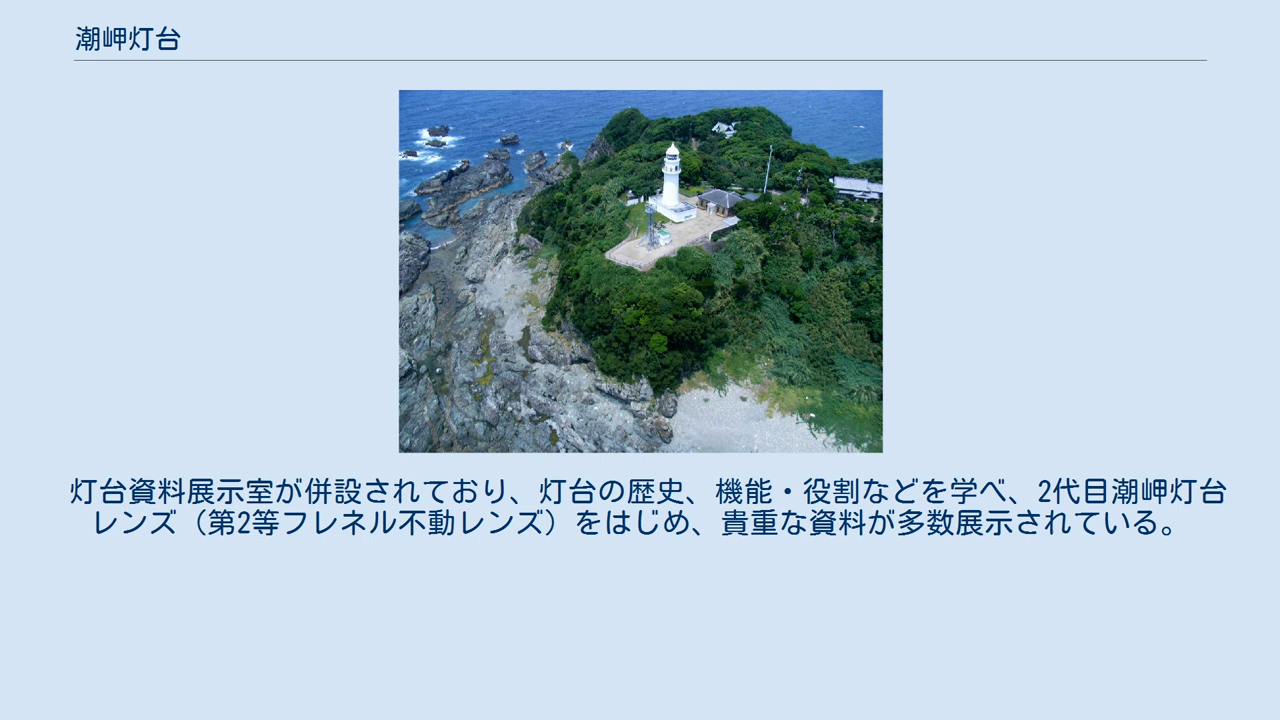 潮岬灯台
灯台資料展示室が併設されており、灯台の歴史、機能・役割などを学べ、2代目潮岬灯台
レンズ（第2等フレネル不動レンズ）をはじめ、貴重な資料が多数展示されている。